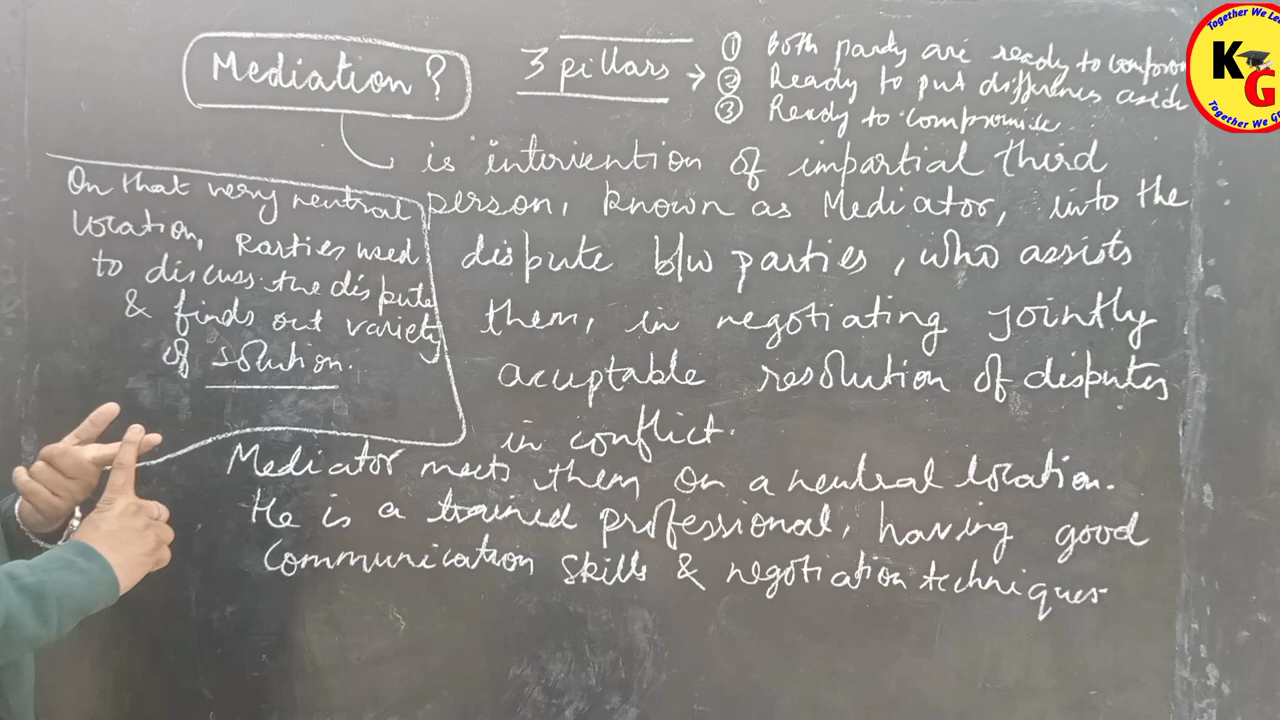 Mediation ?
3 pillars →
① Both pardy are ready to
② Ready to put difference aside
③ Ready to compromise
is intervention of impartial third
person, known as Mediator, into the
dispute b/w parties, who assists
them, in negotiating jointly
acceptable resolution of disputes
in conflict.
On that very neutral
location, Parties used
to discuss the dispute
& finds out variety
of solution.
Mediator meets them on a neutral location.
He is a trained professional, having good
communication skills & negotiation techniques
Together We
KG
Together We